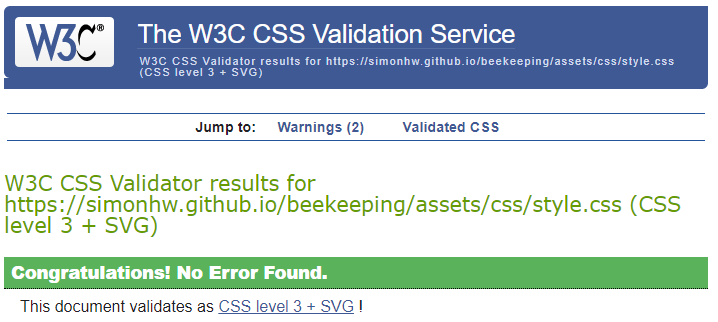 W3C® The W3C CSS Validation Service
W3C CSS Validator results for https://simonhw.github.io/beekeeping/assets/css/style.css
(CSS level 3 + SVG)
Jump to: Warnings (2) Validated CSS
W3C CSS Validator results for
https://simonhw.github.io/beekeeping/assets/css/style.css (CSS
level 3 + SVG)
Congratulations! No Error Found.
This document validates as CSS level 3 + SVG !